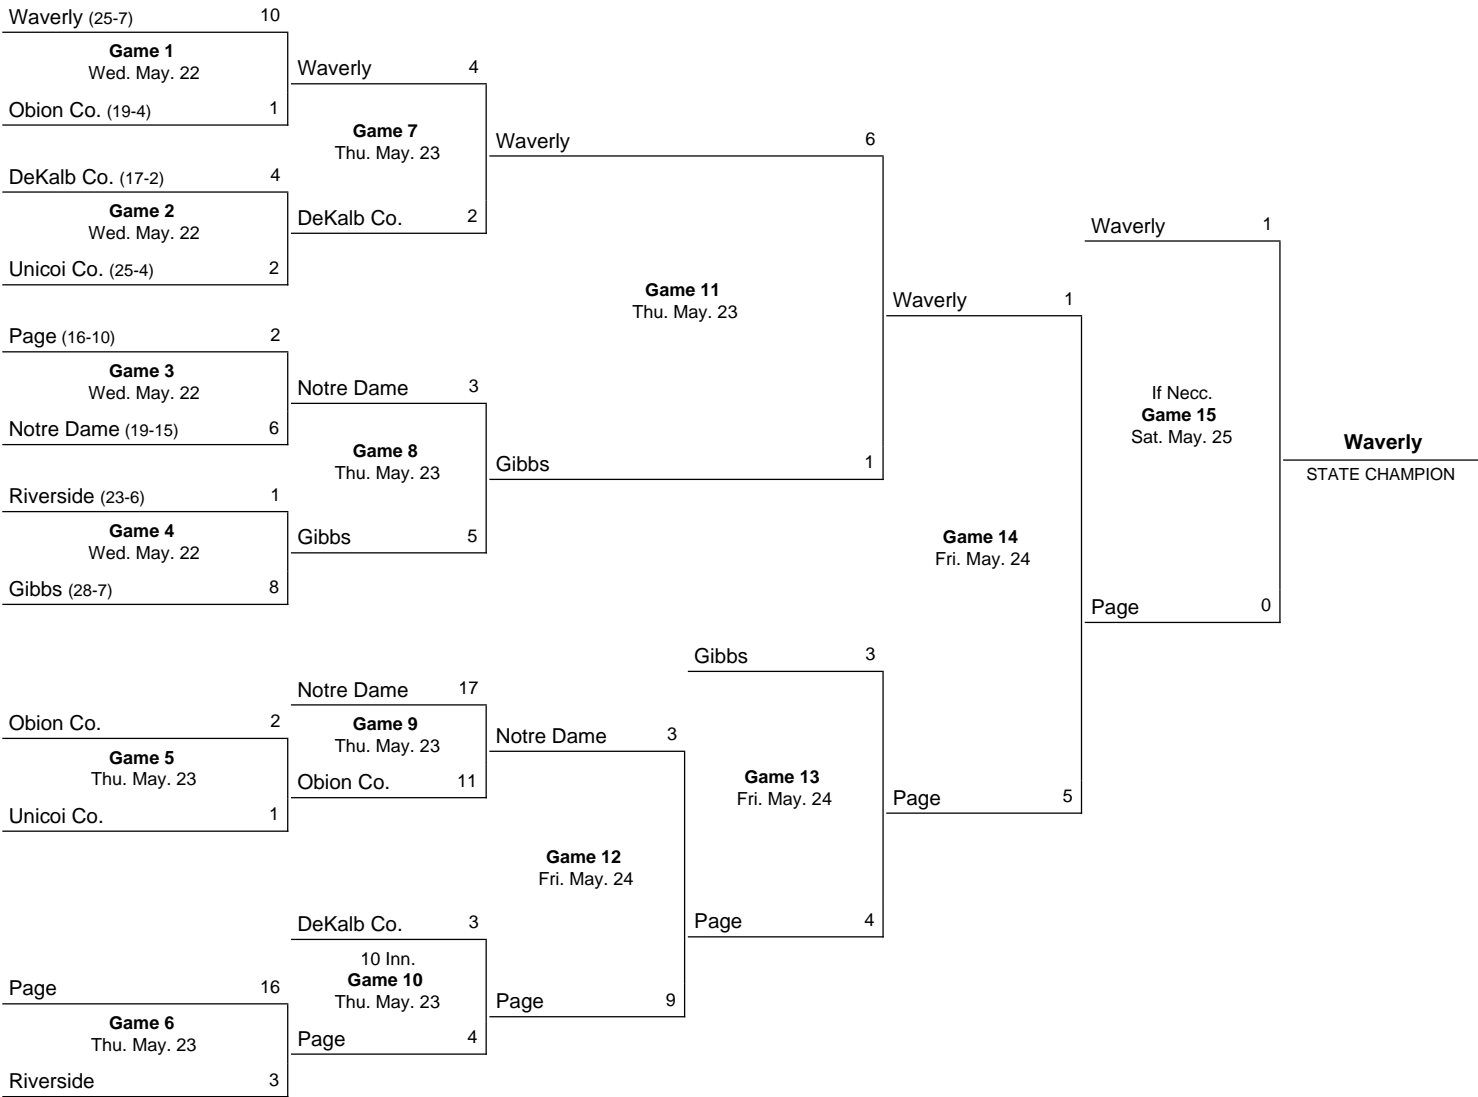 Waverly (25-7) 10
Game 1
Wed. May. 22
Obion Co. (19-4) 1
DeKalb Co. (17-2) 4
Game 2
Wed. May. 22
Unicoi Co. (25-4) 2
Page (16-10) 2
Game 3
Wed. May. 22
Notre Dame (19-15) 6
Riverside (23-6) 1
Game 4
Wed. May. 22
Gibbs (28-7) 8
Obion Co. 2
Game 5
Thu. May. 23
Unicoi Co. 1
Page 16
Game 6
Thu. May. 23
Riverside 3
Waverly 4
Game 7
Thu. May. 23
DeKalb Co. 2
Notre Dame 3
Game 8
Thu. May. 23
Gibbs 5
Notre Dame 17
Game 9
Thu. May. 23
Obion Co. 11
DeKalb Co. 3
10 Inn.
Game 10
Thu. May. 23
Page 4
Waverly 6
Game 11
Thu. May. 23
Gibbs 1
Notre Dame 3
Game 12
Fri. May. 24
Page 9
Gibbs 3
Game 13
Fri. May. 24
Page 4
Waverly 1
Game 14
Fri. May. 24
Page 5
Waverly 1
If Necc.
Game 15
Sat. May. 25
Page 0
Waverly
STATE CHAMPION